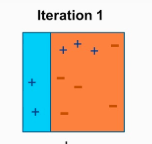 Iteration 1
+ + + -
- -
+
+ - -